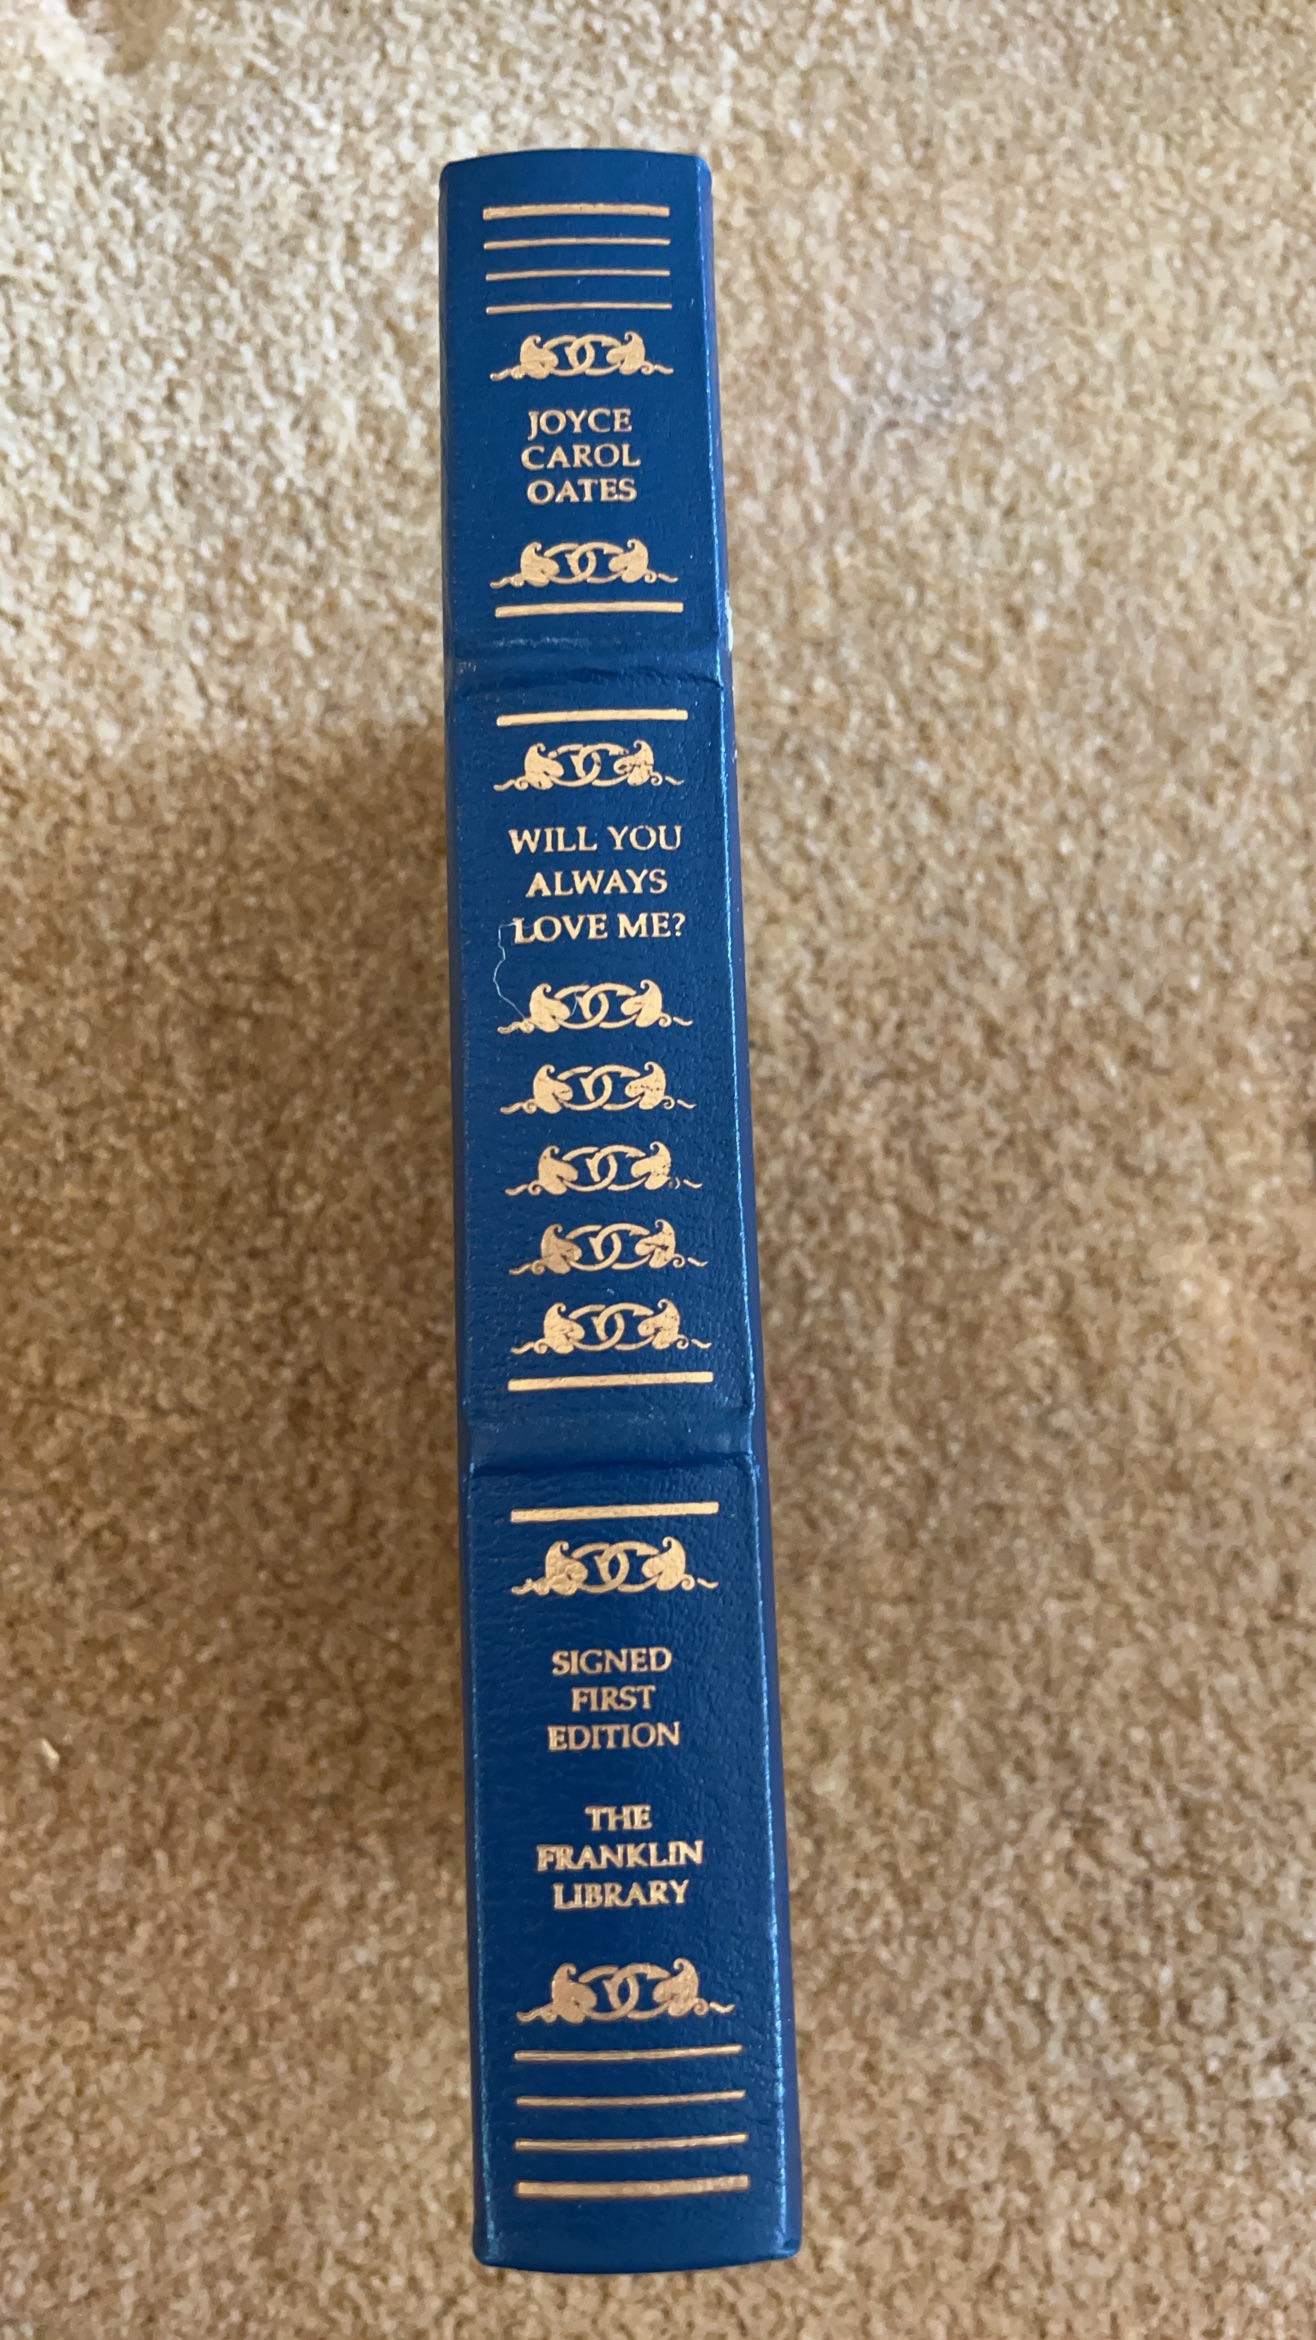 JOYCE
CAROL
OATES
WILL YOU
ALWAYS
LOVE ME?
SIGNED
FIRST
EDITION
THE
FRANKLIN
LIBRARY